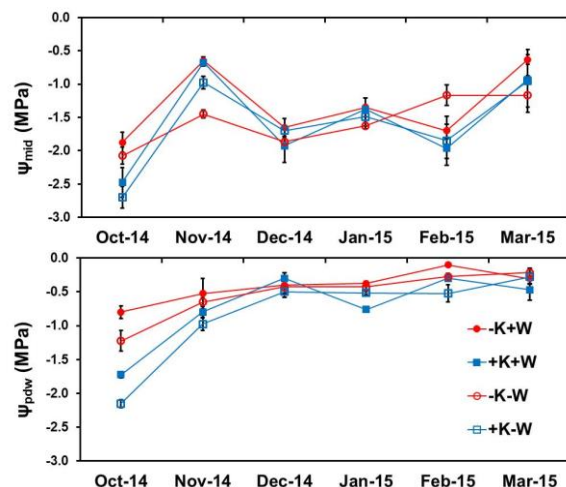 0.0
-0.5
-1.0
-1.5
-2.0
-2.5
-3.0
Ψmid (MPa)
Oct-14 Nov-14 Dec-14 Jan-15 Feb-15 Mar-15
0.0
-0.5
-1.0
-1.5
-2.0
-2.5
-3.0
Ψpdw (MPa)
-K+W
+K+W
-K-W
+K-W
Oct-14 Nov-14 Dec-14 Jan-15 Feb-15 Mar-15